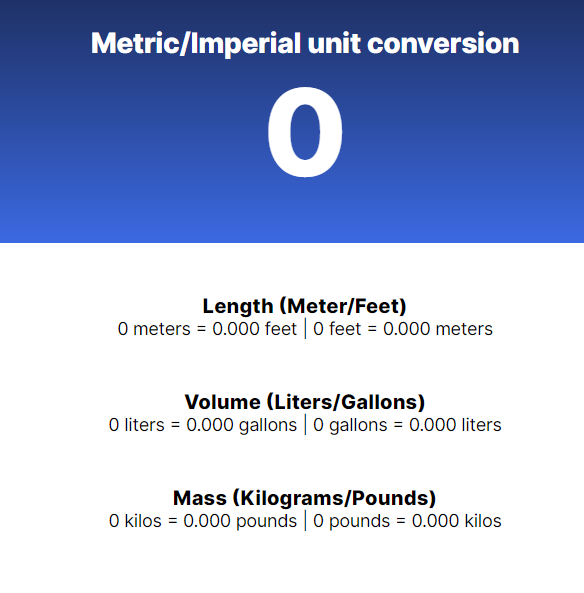 Metric/Imperial unit conversion
0
Length (Meter/Feet)
0 meters = 0.000 feet | 0 feet = 0.000 meters
Volume (Liters/Gallons)
0 liters = 0.000 gallons | 0 gallons = 0.000 liters
Mass (Kilograms/Pounds)
0 kilos = 0.000 pounds | 0 pounds = 0.000 kilos